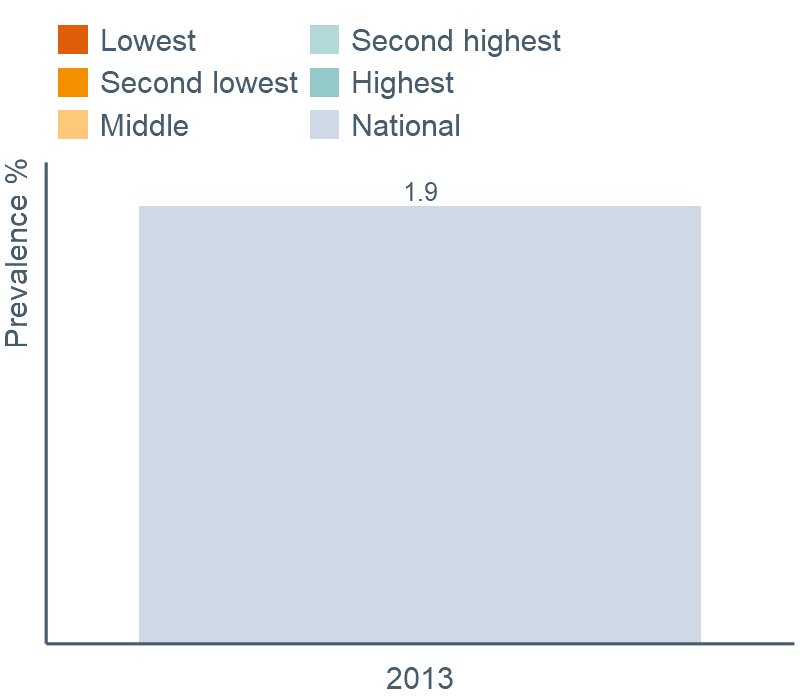 Lowest
Second lowest
Middle
Second highest
Highest
National
Prevalence %
1.9
2013